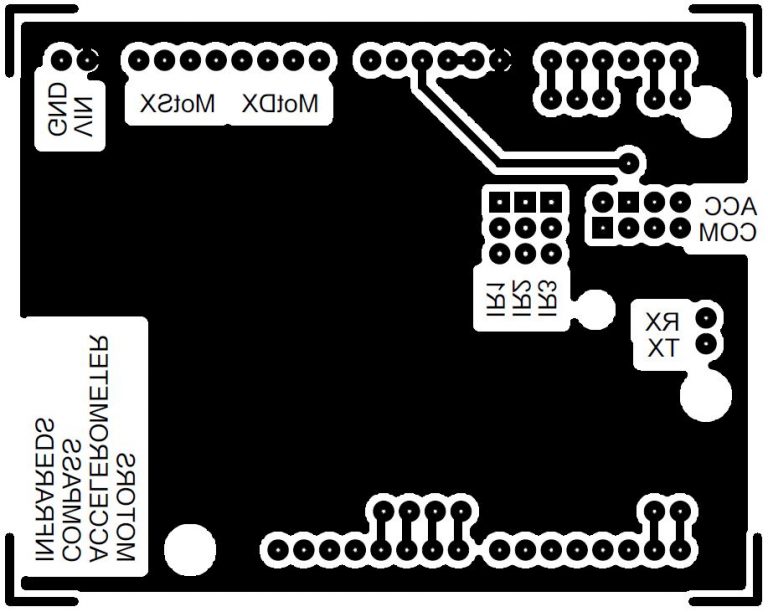 GND
VIN
MotSX MotDX
ACC
COM
IR1
IR2
IR3
RX
TX
INFRAREDS
COMPASS
ACCELEROMETER
MOTORS